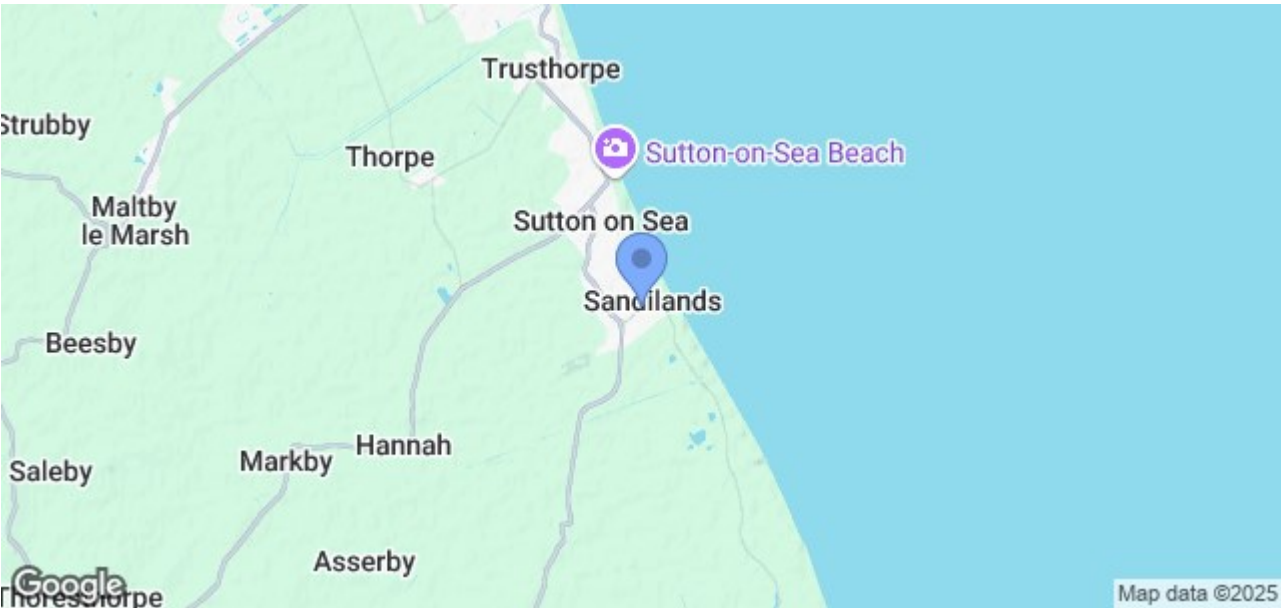 Trusthorpe
Strubby
Thorpe
Sutton-on-Sea Beach
Maltby
le Marsh
Sutton on Sea
Sandilands
Beesby
Hannah
Markby
Saleby
Asserby
Google
Thoresthorpe
Map data ©2025